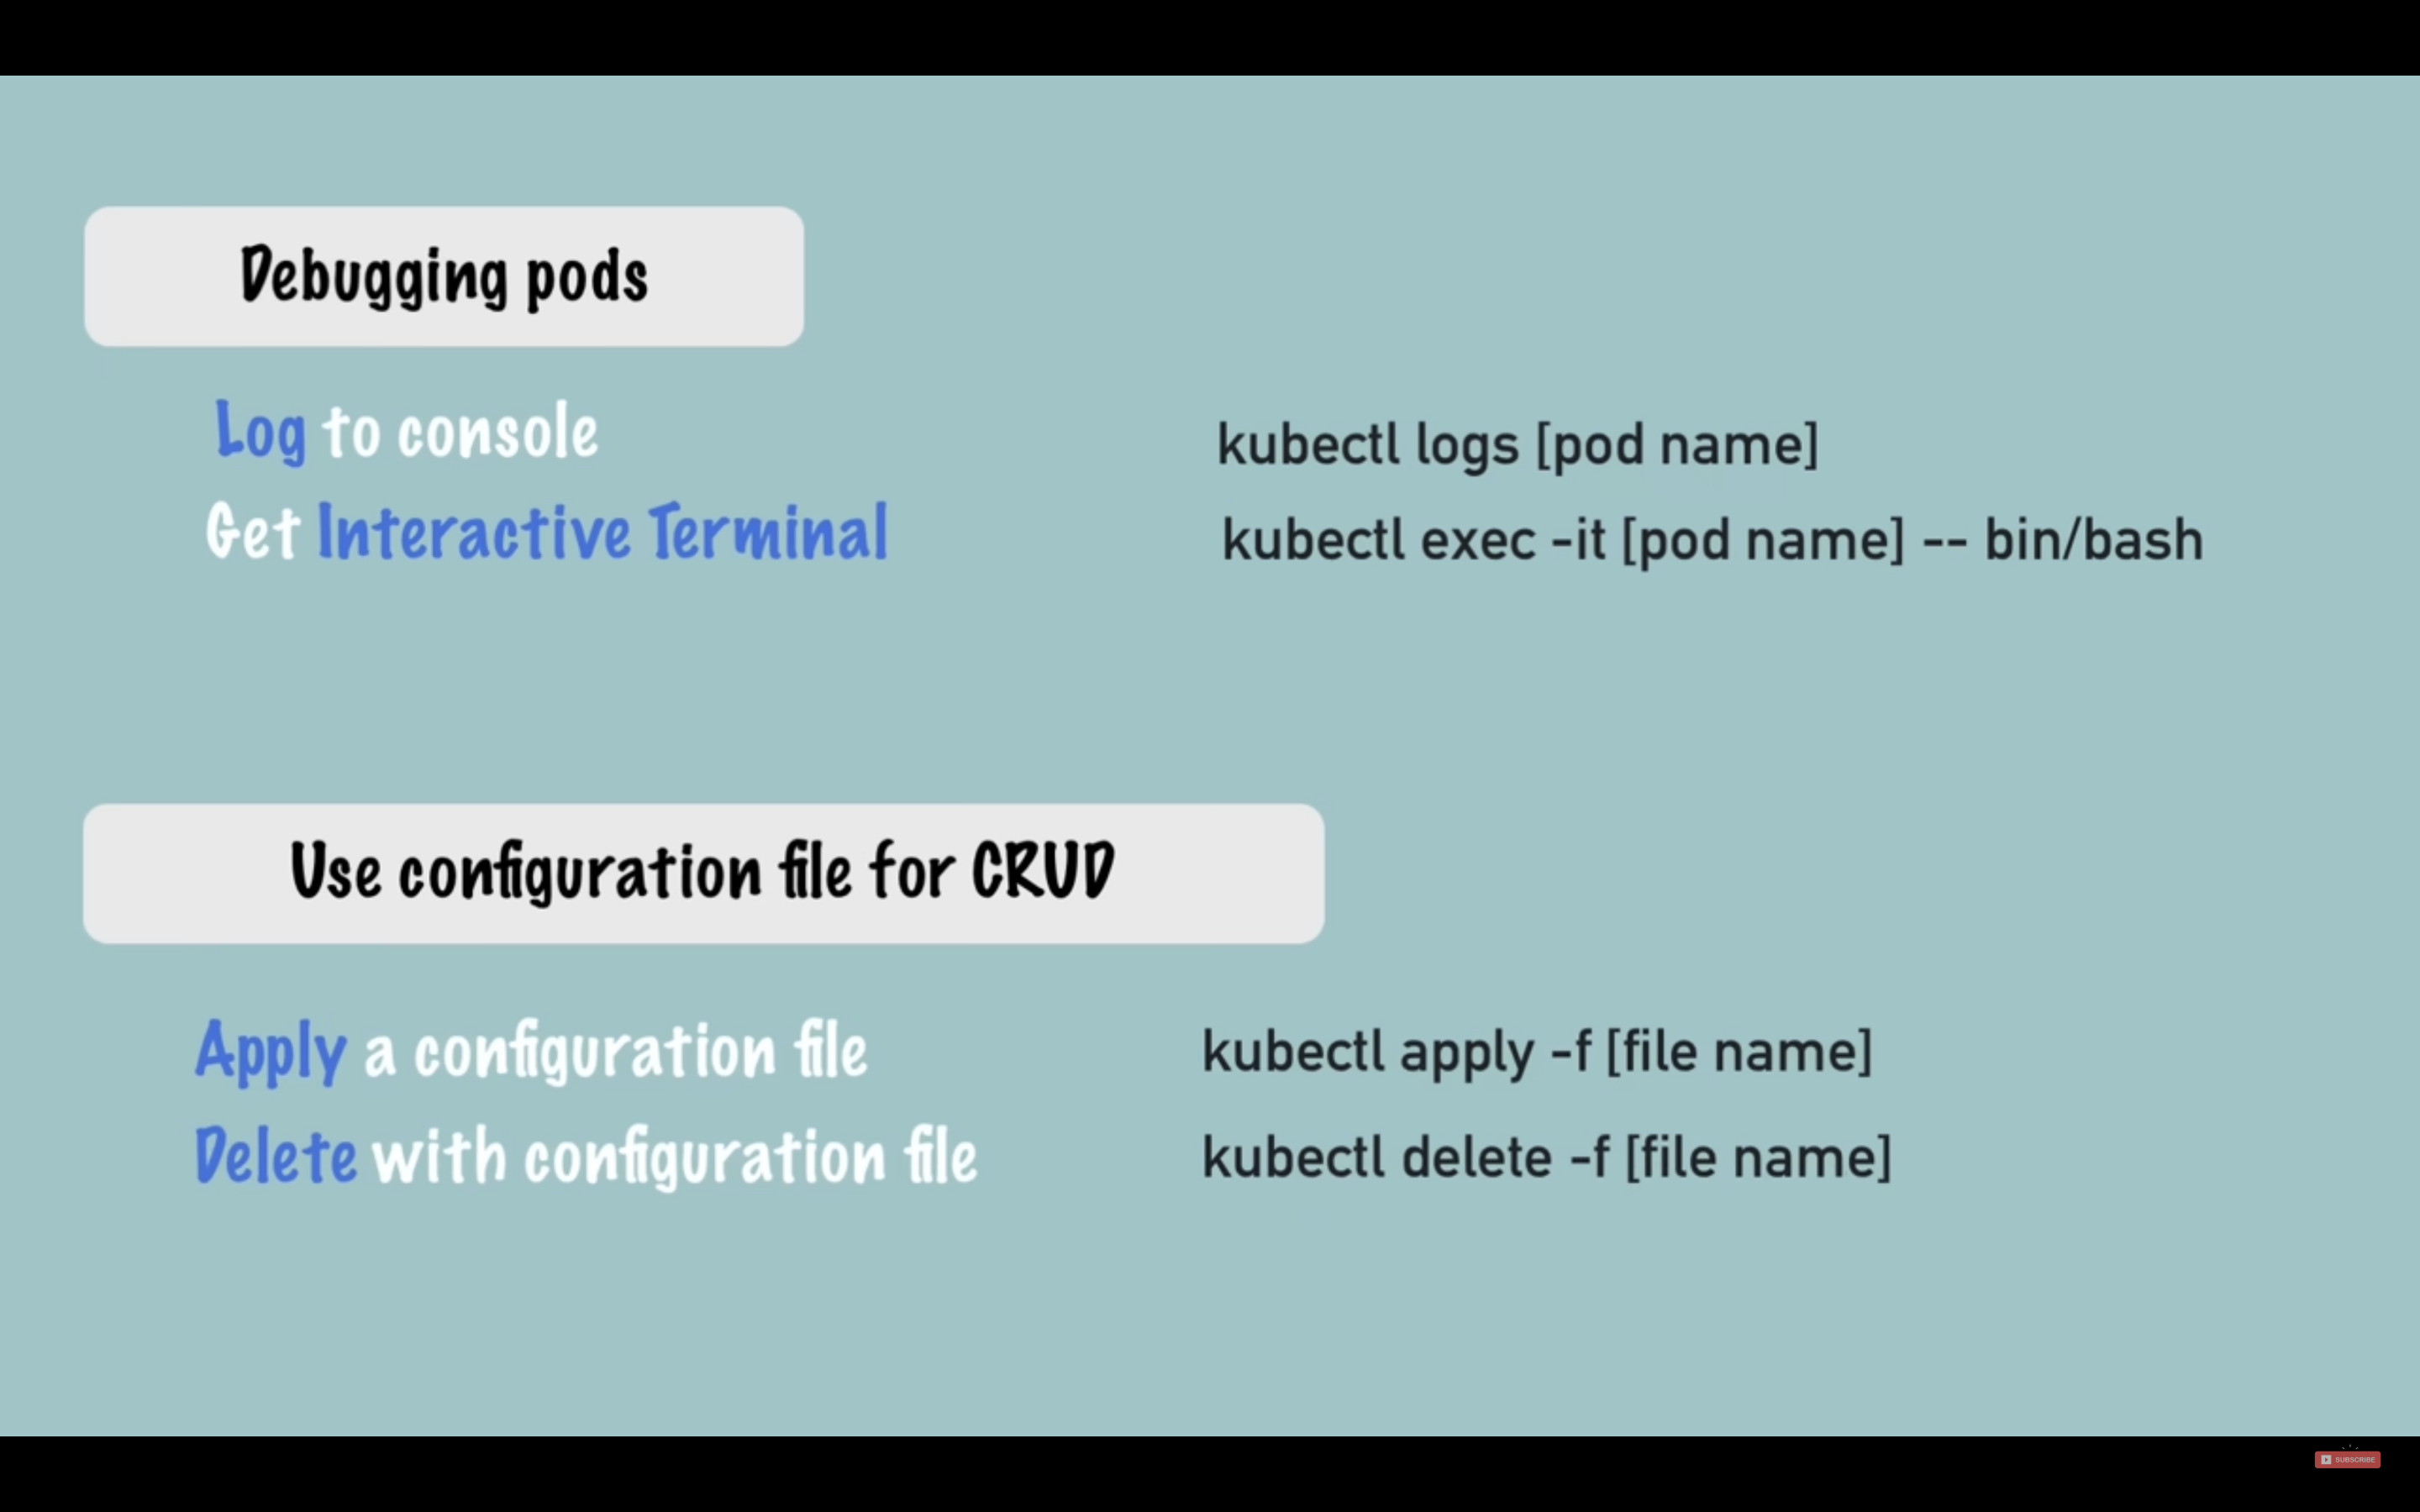 Debugging pods
Log to console
kubectl logs [pod name]
Get Interactive Terminal
kubectl exec -it [pod name] -- bin/bash
Use configuration file for CRUD
Apply a configuration file
kubectl apply -f [file name]
Delete with configuration file
kubectl delete -f [file name]
SUBSCRIBE